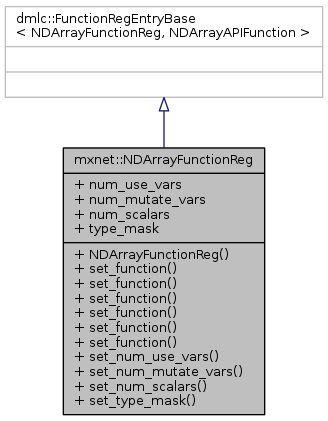 dmlc::FunctionRegEntryBase
< NDArrayFunctionReg, NDArrayAPIFunction >
mxnet::NDArrayFunctionReg
+ num_use_vars
+ num_mutate_vars
+ num_scalars
+ type_mask
+ NDArrayFunctionReg()
+ set_function()
+ set_function()
+ set_function()
+ set_function()
+ set_function()
+ set_function()
+ set_num_use_vars()
+ set_num_mutate_vars()
+ set_num_scalars()
+ set_type_mask()